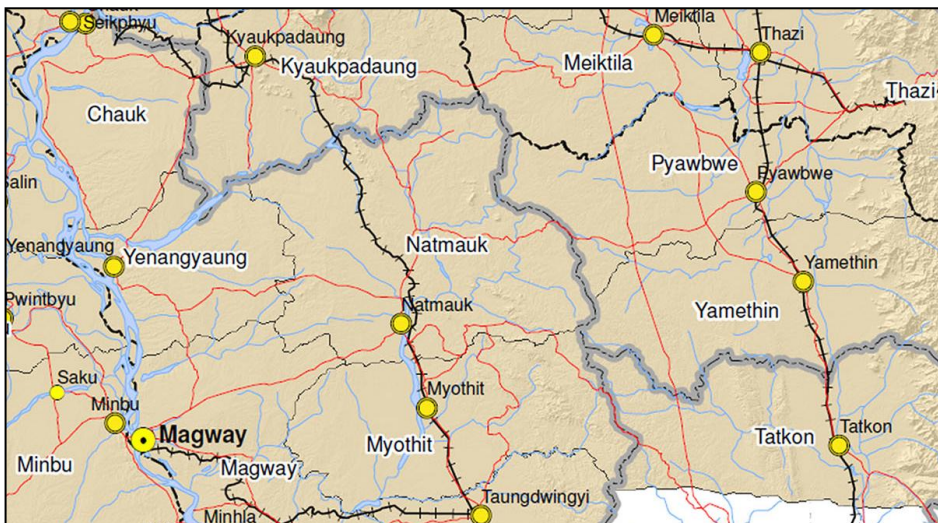 Seikphyu
Kyaukpadaung
Kyaukpadaung
Meiktila
Meiktila
Thazi
Thazi
Chauk
Pyawbwe
Pyawbwe
Yenangyaung
Yenangyaung
Natmauk
Natmauk
Yamethin
Yamethin
Pwintbyu
Saku
Minbu
Minbu
Magway
Magway
Myothit
Myothit
Tatkon
Tatkon
Taungdwingyi
Minhla